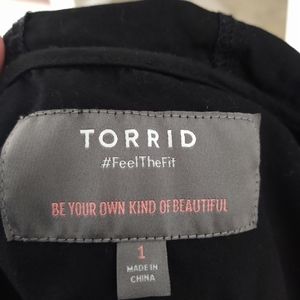 TORRID
#FeelTheFit
BE YOUR OWN KIND OF BEAUTIFUL
1
MADE IN
CHINA